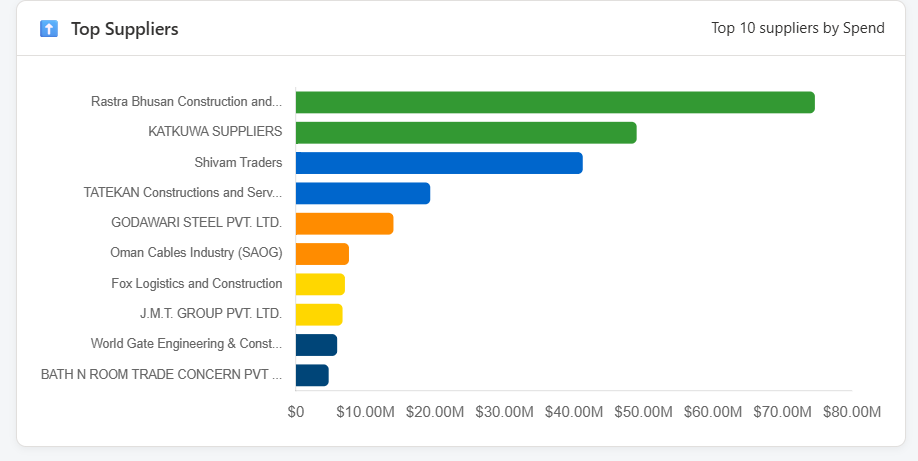 Top Suppliers
Top 10 suppliers by Spend
Rastra Bhusan Construction and...
KATKUWA SUPPLIERS
Shivam Traders
TATEKAN Constructions and Serv...
GODAWARI STEEL PVT. LTD.
Oman Cables Industry (SAOG)
Fox Logistics and Construction
J.M.T. GROUP PVT. LTD.
World Gate Engineering & Const...
BATH N ROOM TRADE CONCERN PVT ...
$0 $10.00M $20.00M $30.00M $40.00M $50.00M $60.00M $70.00M $80.00M